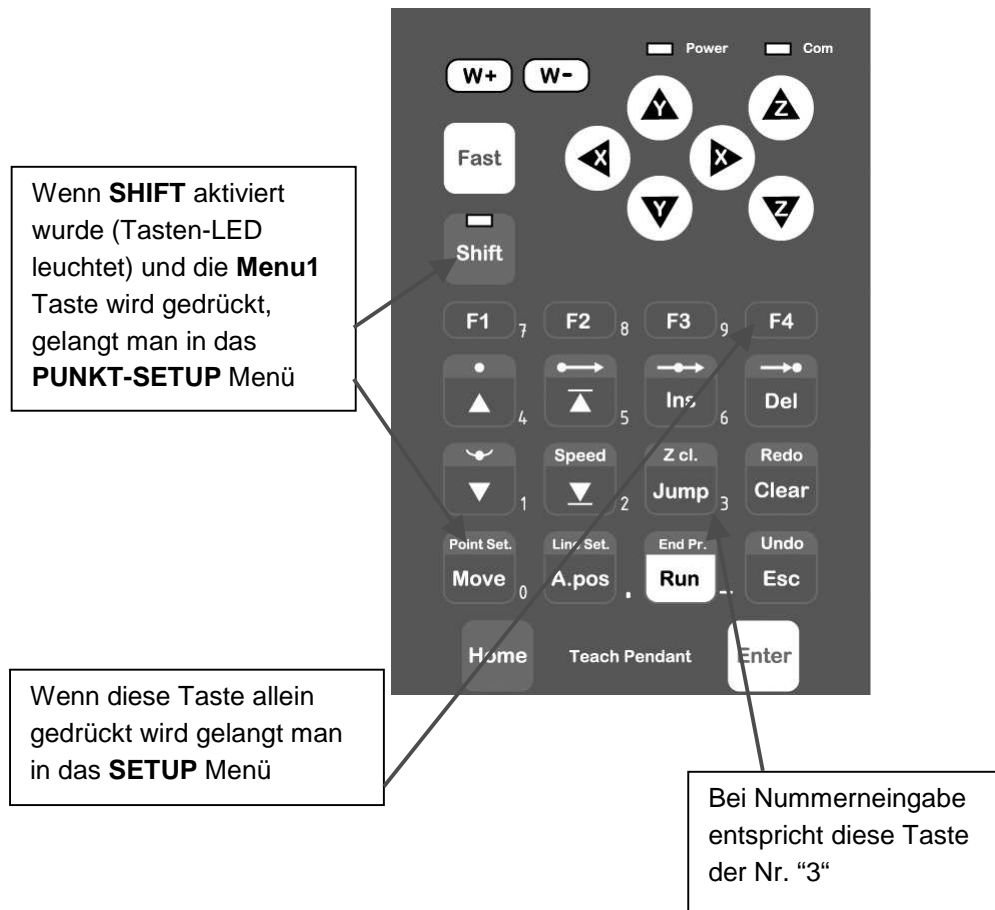 Power Com
W+ W-
Y Z
Fast X X
Y Z
Shift
Wenn SHIFT aktiviert
wurde (Tasten-LED
leuchtet) und die Menu1
Taste wird gedrückt,
gelangt man in das
PUNKT-SETUP Menü
F1 7 F2 8 F3 9 F4
Ins Del
4 5 6
Speed Z cl. Redo
Jump Clear
1 2 3
Point Set. Line Set. End Pr. Undo
Move 0 A.pos . Run - Esc
Home Teach Pendant Enter
Wenn diese Taste allein
gedrückt wird gelangt man
in das SETUP Menü
Bei Nummerneingabe
entspricht diese Taste
der Nr. “3“